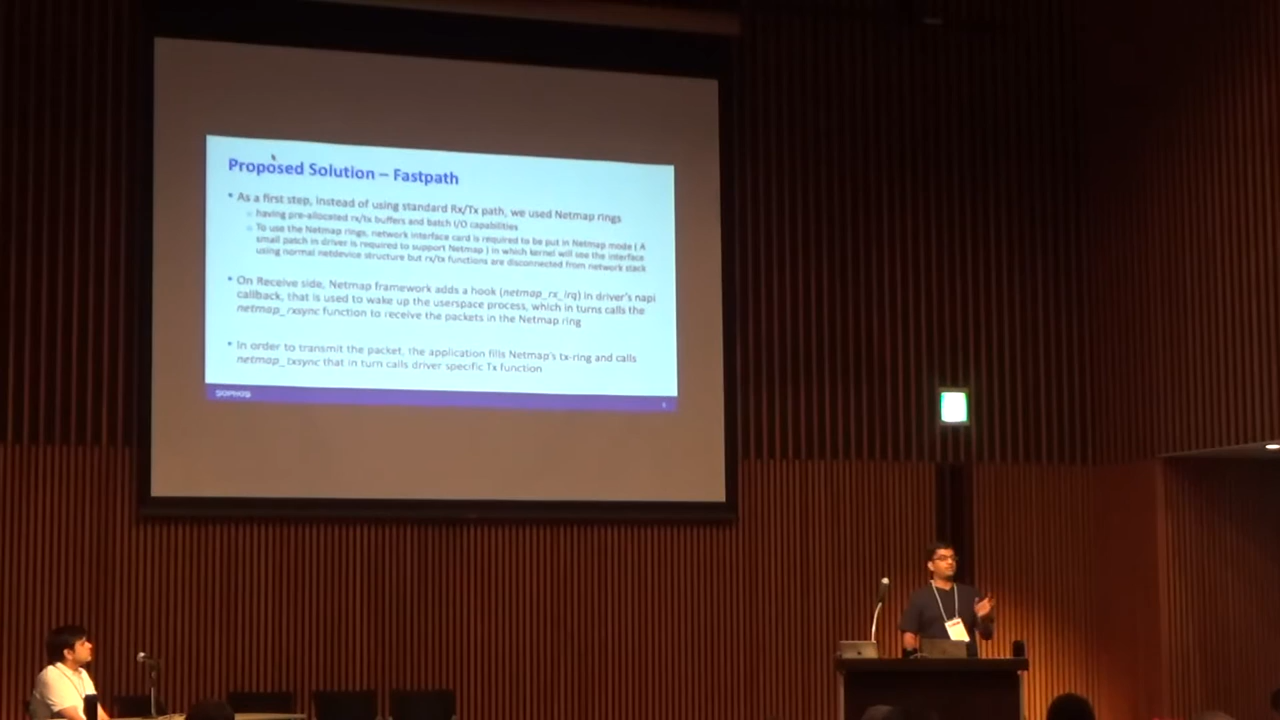 Proposed Solution – Fastpath
• As a first step, instead of using standard Rx/Tx path, we used Netmap rings
○ having pre-allocated rx/tx buffers and batch I/O capabilities
○ To use the Netmap rings, network interface card is required to be put in Netmap mode ( A
small patch in driver is required to support Netmap ) in which kernel will see the interface
using normal netdevice structure but rx/tx functions are disconnected from network stack
• On Receive side, Netmap framework adds a hook (netmap_rx_irq) in driver's napi
callback, that is used to wake up the userspace process, which in turns calls the
netmap_rxsync function to receive the packets in the Netmap ring
• In order to transmit the packet, the application fills Netmap's tx-ring and calls
netmap_txsync that in turn calls driver specific Tx function
SOPHOS